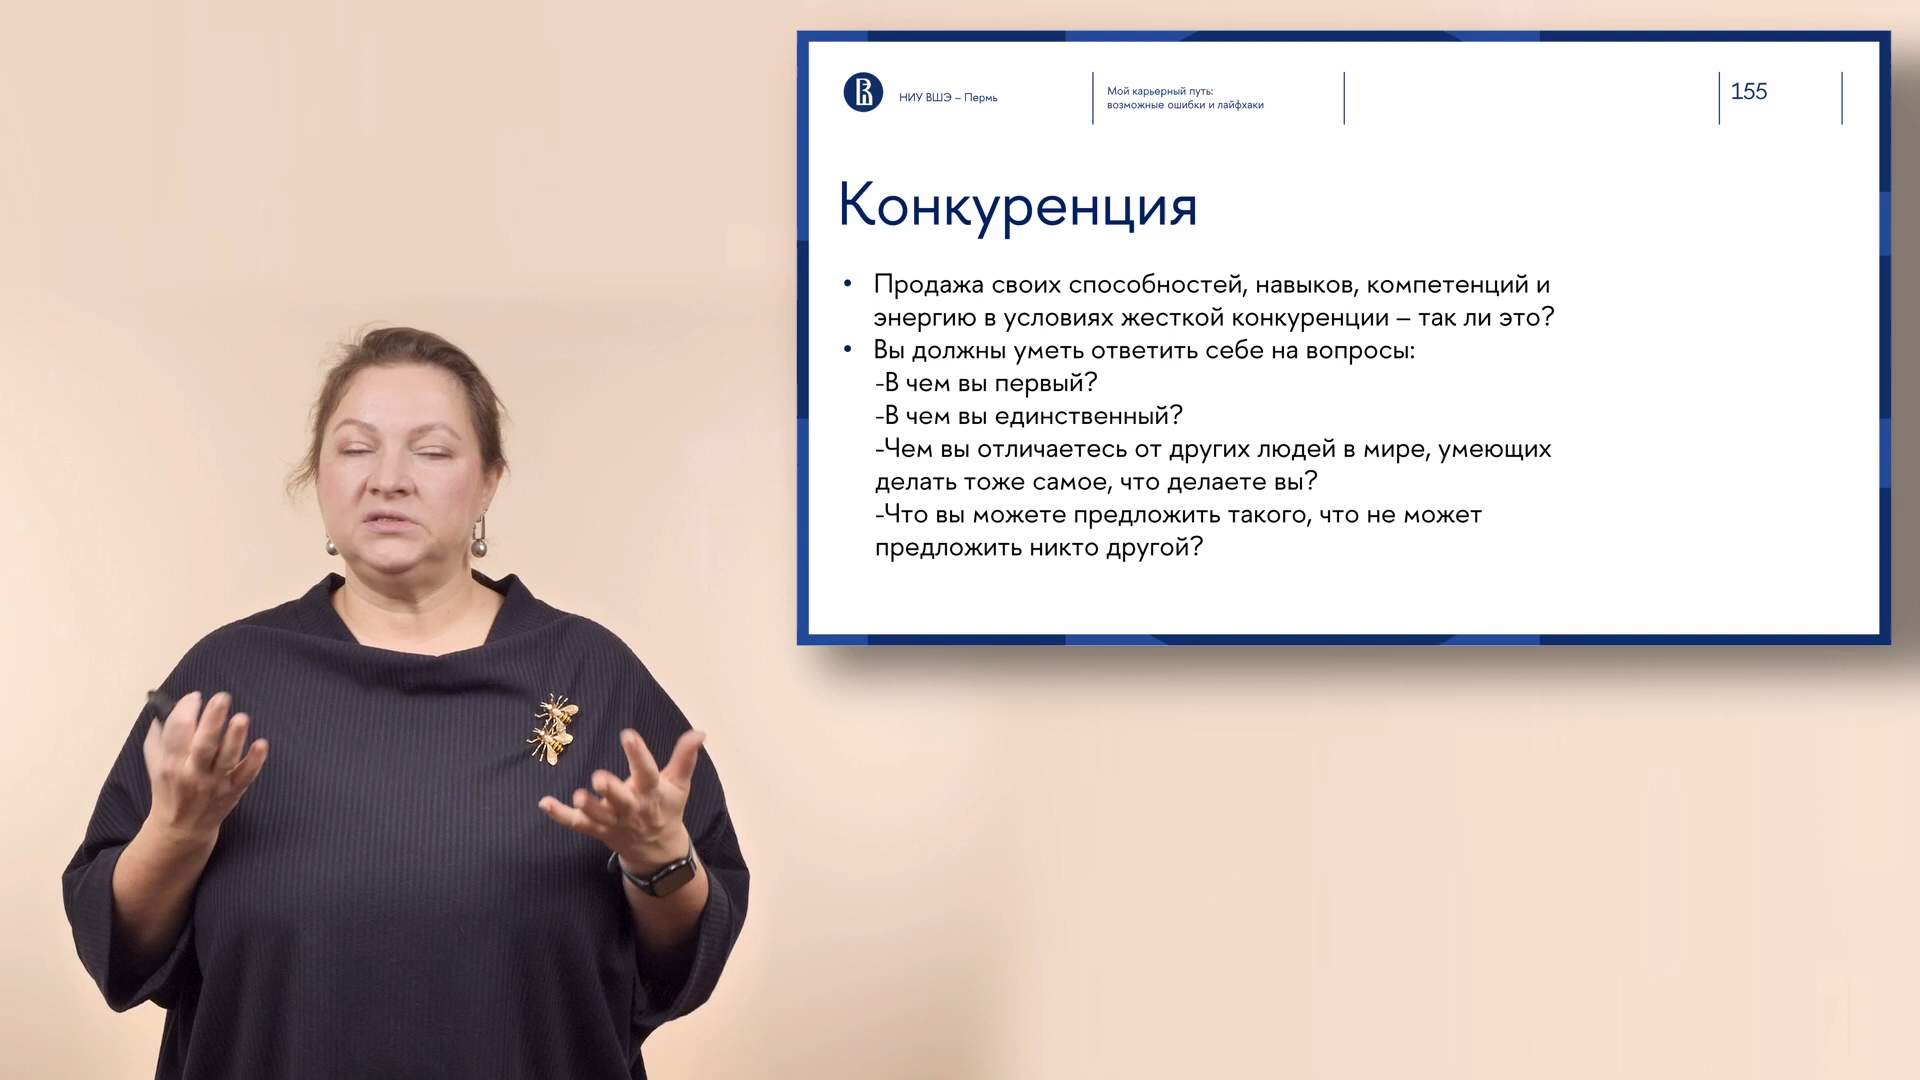 НИУ ВШЭ – Пермь
Мой карьерный путь:
возможные ошибки и лайфхаки
155
Конкуренция
• Продажа своих способностей, навыков, компетенций и
энергию в условиях жесткой конкуренции – так ли это?
• Вы должны уметь ответить себе на вопросы:
-В чем вы первый?
-В чем вы единственный?
-Чем вы отличаетесь от других людей в мире, умеющих
делать тоже самое, что делаете вы?
-Что вы можете предложить такого, что не может
предложить никто другой?